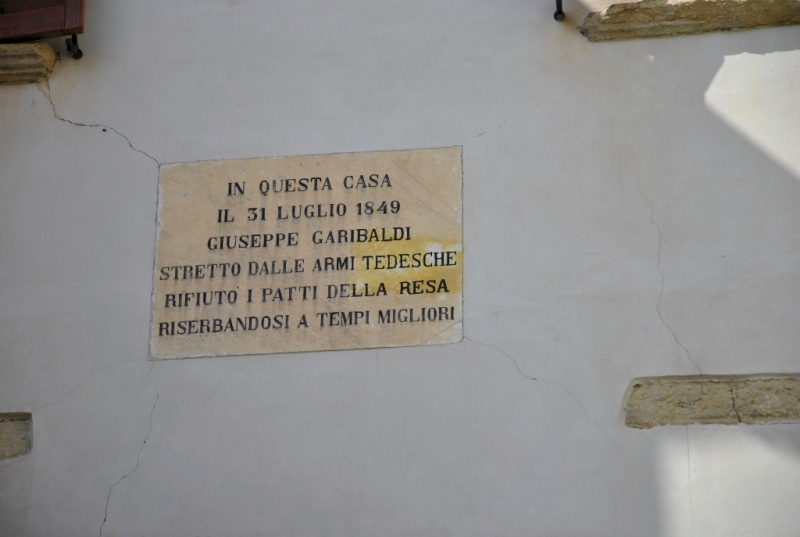 IN QUESTA CASA
IL 31 LUGLIO 1849
GIUSEPPE GARIBALDI
STRETTO DALLE ARMI TEDESCHE
RIFIUTO' I PATTI DELLA RESA
RISERBANDOSI A TEMPI MIGLIORI